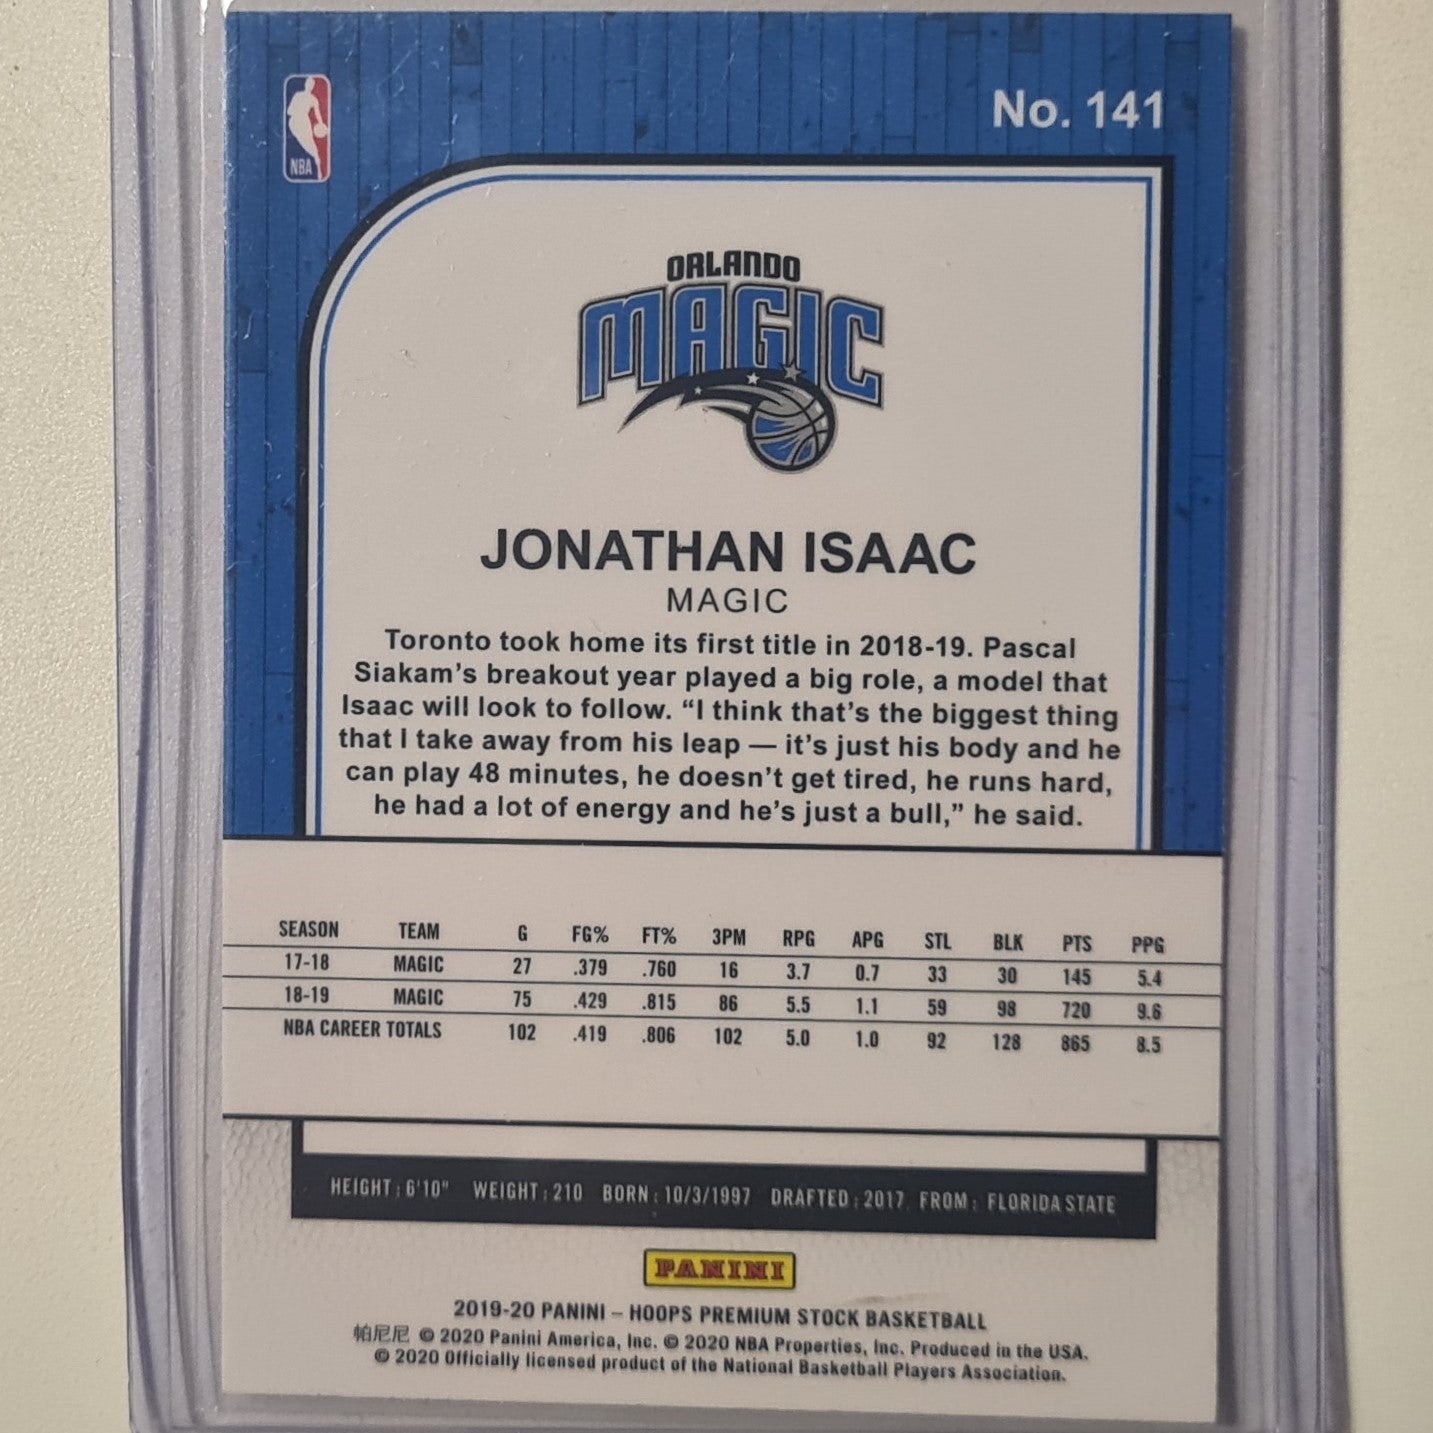 NBA
No. 141
ORLANDO
MAGIC
JONATHAN ISAAC
MAGIC
Toronto took home its first title in 2018-19. Pascal
Siakam's breakout year played a big role, a model that
Isaac will look to follow. “I think that's the biggest thing
that I take away from his leap — it's just his body and he
can play 48 minutes, he doesn't get tired, he runs hard,
he had a lot of energy and he's just a bull,” he said.
SEASON TEAM G FG% FT% 3PM RPG APG STL BLK PTS PPG
17-18 MAGIC 27 .379 .760 16 3.7 0.7 33 30 145 5.4
18-19 MAGIC 75 .429 .815 86 5.5 1.1 59 98 720 9.6
NBA CAREER TOTALS 102 .419 .806 102 5.0 1.0 92 128 865 8.5
HEIGHT: 6'10" WEIGHT: 210 BORN: 10/3/1997 DRAFTED: 2017 FROM: FLORIDA STATE
PANINI
2019-20 PANINI – HOOPS PREMIUM STOCK BASKETBALL
帕尼尼 © 2020 Panini America, Inc. © 2020 NBA Properties, Inc. Produced in the USA.
© 2020 Officially licensed product of the National Basketball Players Association.